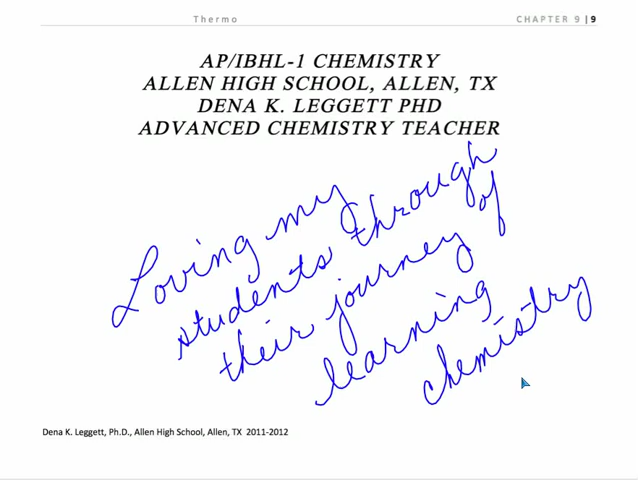 Thermo CHAPTER 9 | 9
AP/IBHL-1 CHEMISTRY
ALLEN HIGH SCHOOL, ALLEN, TX
DENA K. LEGGETT PHD
ADVANCED CHEMISTRY TEACHER
Loving my
students through
their journey of
learning
chemistry
Dena K. Leggett, Ph.D., Allen High School, Allen, TX 2011-2012